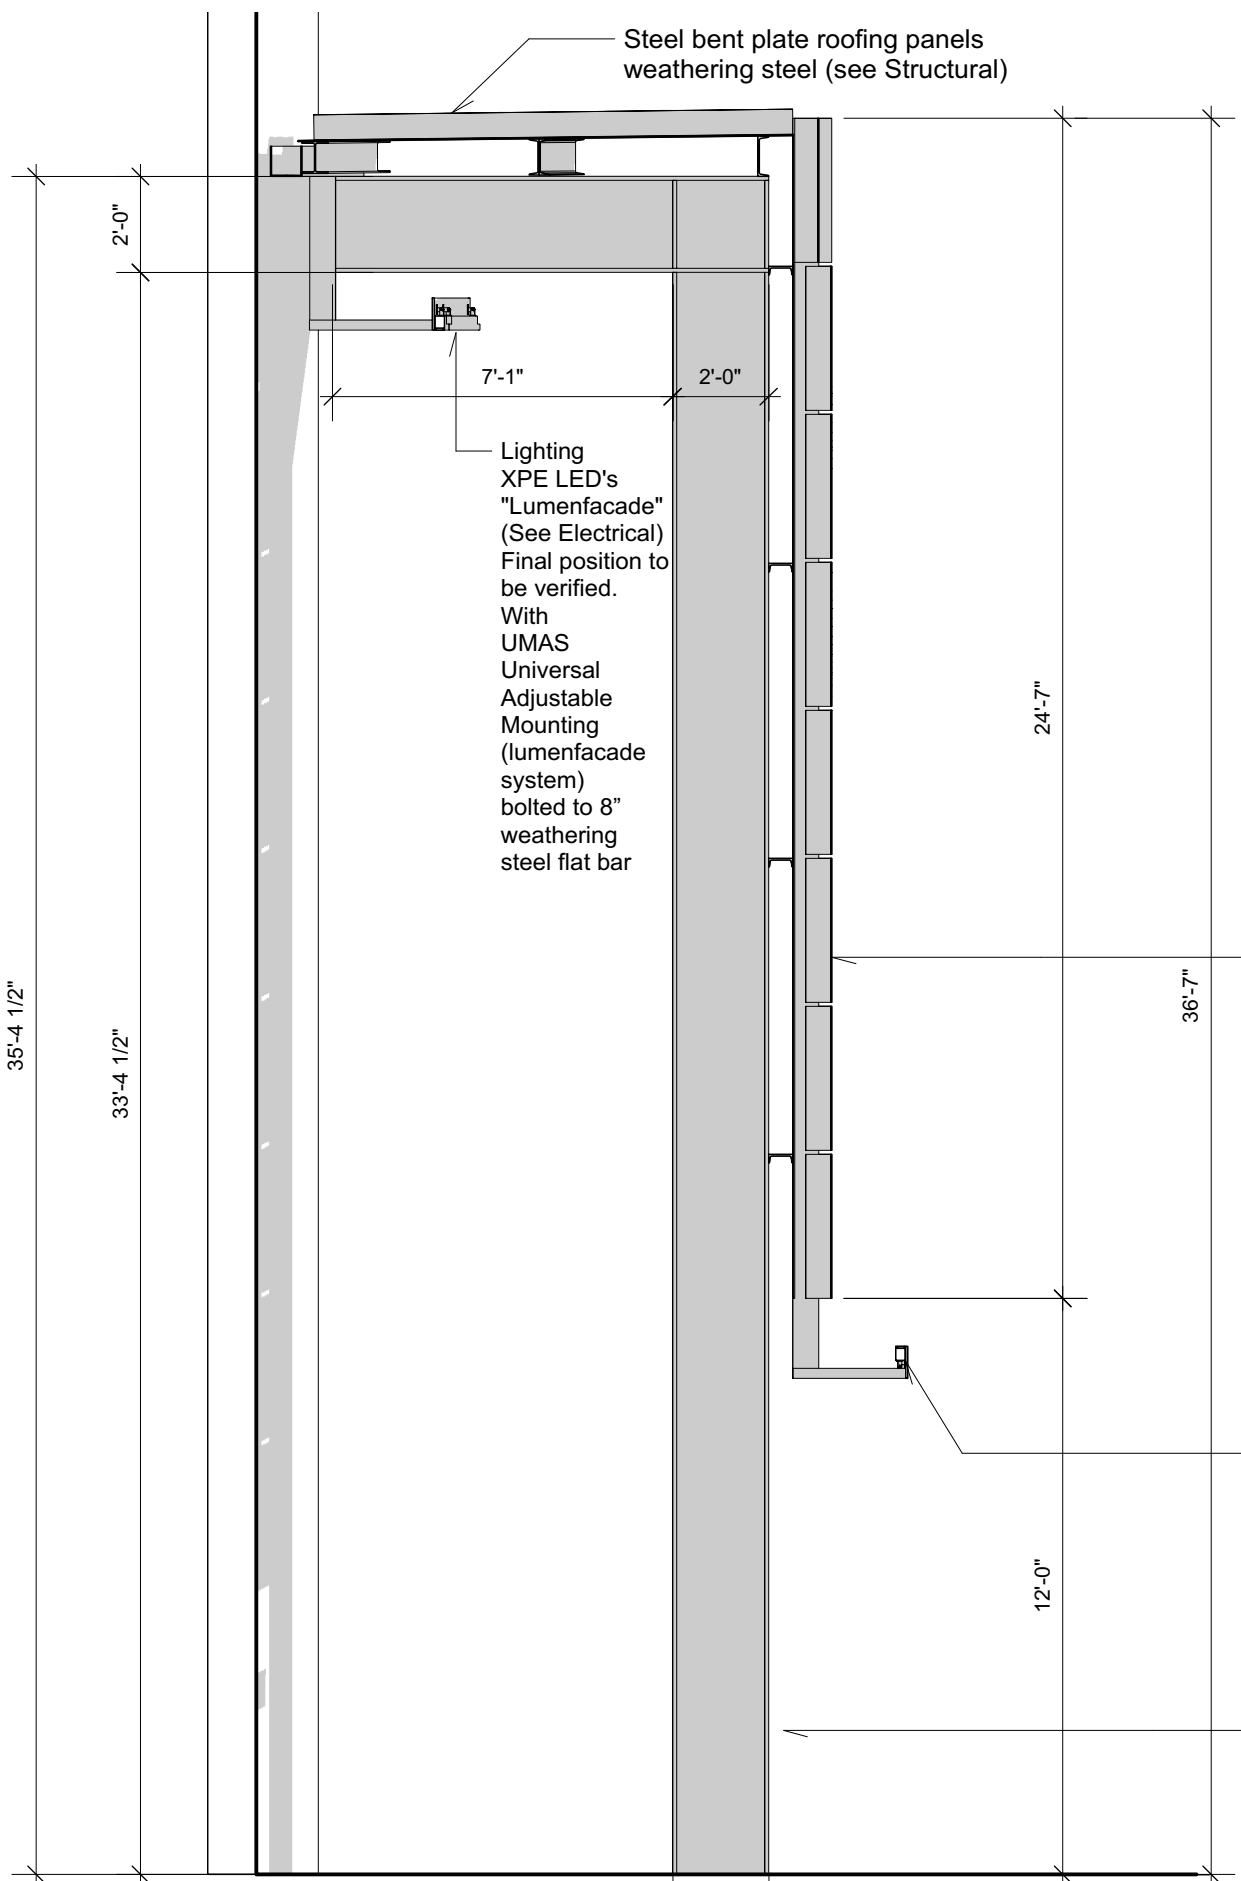 Steel bent plate roofing panels
weathering steel (see Structural)
2'-0"
7'-1"
2'-0"
Lighting
XPE LED's
"Lumenfacade"
(See Electrical)
Final position to
be verified.
With
UMAS
Universal
Adjustable
Mounting
(lumenfacade
system)
bolted to 8”
weathering
steel flat bar
24'-7"
36'-7"
35'-4 1/2"
33'-4 1/2"
12'-0"